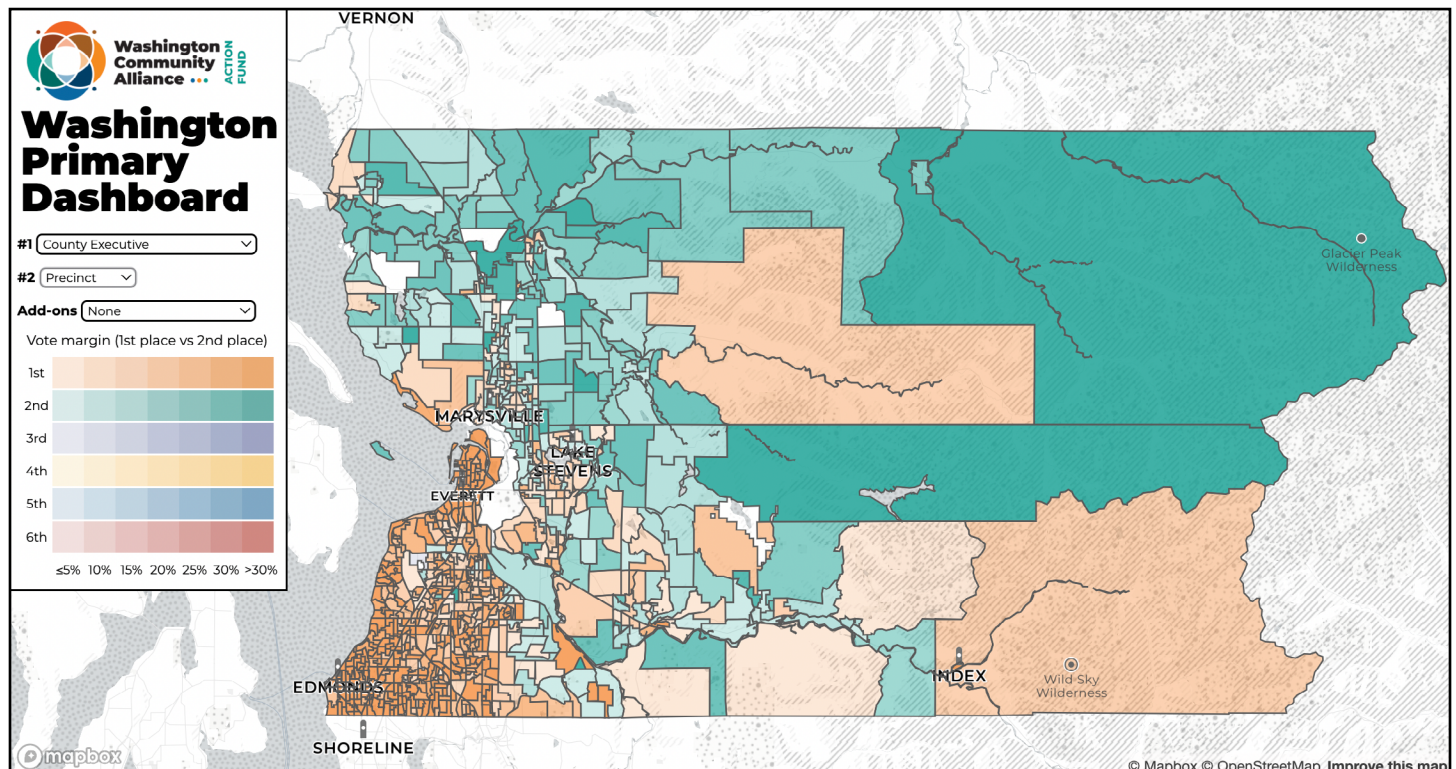 VERNON
Washington
Community
Alliance
ACTION
FUND
Washington
Primary
Dashboard
#1 County Executive
#2 Precinct
Add-ons None
Vote margin (1st place vs 2nd place)
1st
2nd
3rd
4th
5th
6th
≤5% 10% 15% 20% 25% 30% >30%
Glacier Peak
Wilderness
MARYSVILLE
LAKE
STEVENS
EVERETT
EDMONDS
INDEX
Wild Sky
Wilderness
SHORELINE
mapbox
© Mapbox © OpenStreetMap Improve this map